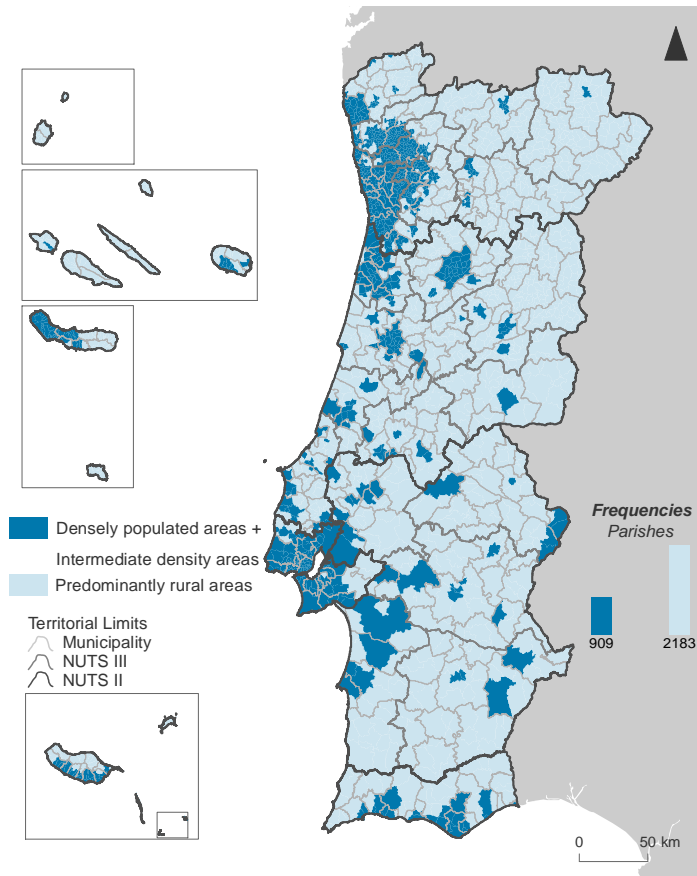 Densely populated areas +
Intermediate density areas
Predominantly rural areas
Territorial Limits
Municipality
NUTS III
NUTS II
Frequencies
Parishes
909
2183
0 50 km